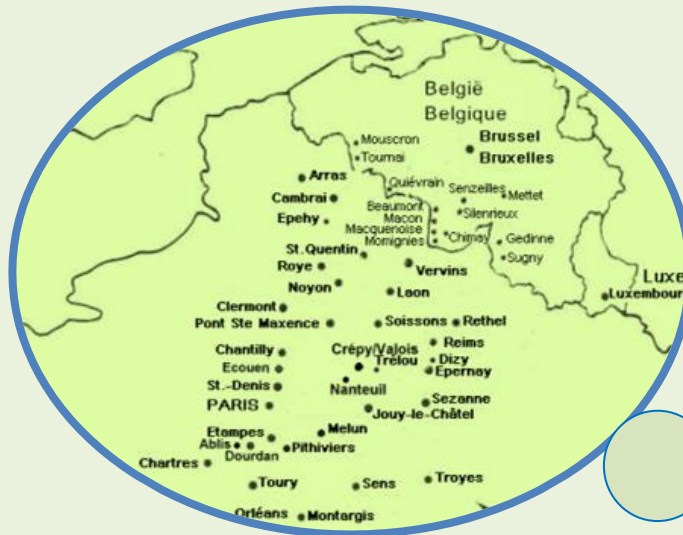 België
Belgique
Brussel
Bruxelles
Mouscron
Tournai
Arras
Quiévrain
Cambrai
Senzeilles
Mettet
Beaumont
Silenrieux
Epehy
Macon
Macquenoise
Chimay
Momignies
Gedinne
St.Quentin
Sugny
Roye
Vervins
Luxe
Noyon
Laon
Luxembour
Clermont
Pont Ste Maxence
Soissons
Rethel
Reims
Chantilly
Crépy/Valois
Trélou
Dizy
Ecouen
Epernay
St.-Denis
Nanteuil
PARIS
Sezanne
Jouy-le-Châtel
Melun
Etampes
Ablis
Pithiviers
Dourdan
Chartres
Toury
Sens
Troyes
Orléans
Montargis